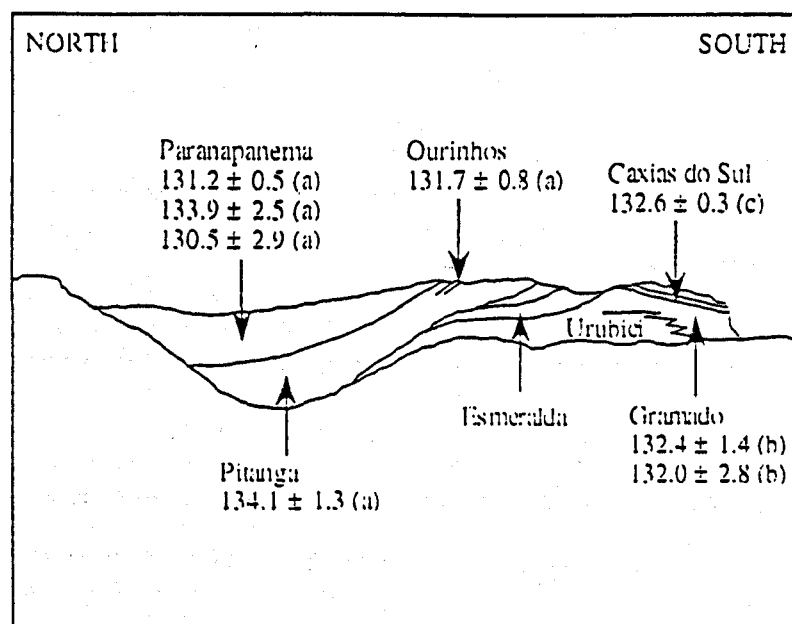 NORTH
SOUTH
Paranapanema
131.2 ± 0.5 (a)
133.9 ± 2.5 (a)
130.5 ± 2.9 (a)
Ourinhos
131.7 ± 0.8 (a)
Caxias do Sul
132.6 ± 0.3 (c)
Urubici
Esmeralda
Gramado
132.4 ± 1.4 (b)
132.0 ± 2.8 (b)
Pitanga
134.1 ± 1.3 (a)